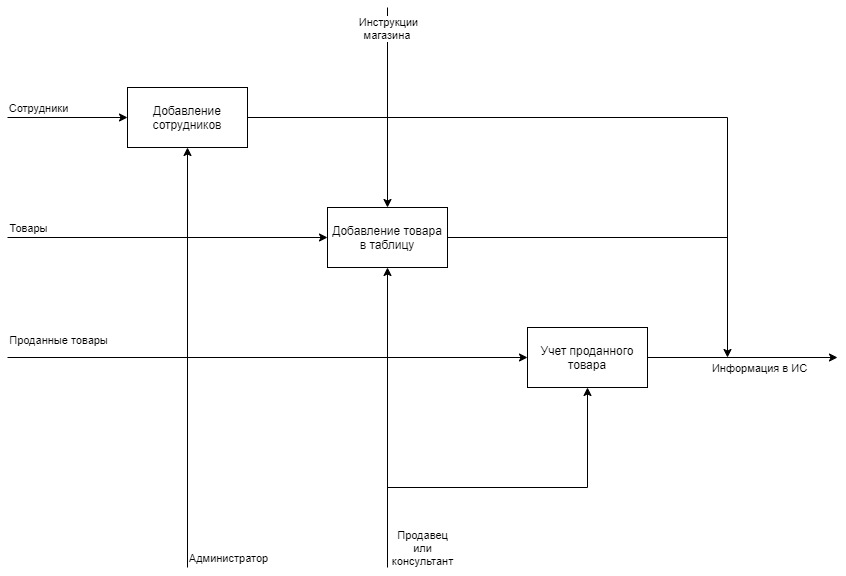 Инструкции
магазина
Сотрудники
Добавление
сотрудников
Товары
Добавление товара
в таблицу
Проданные товары
Учет проданного
товара
Информация в ИС
Администратор
Продавец
или
консультант